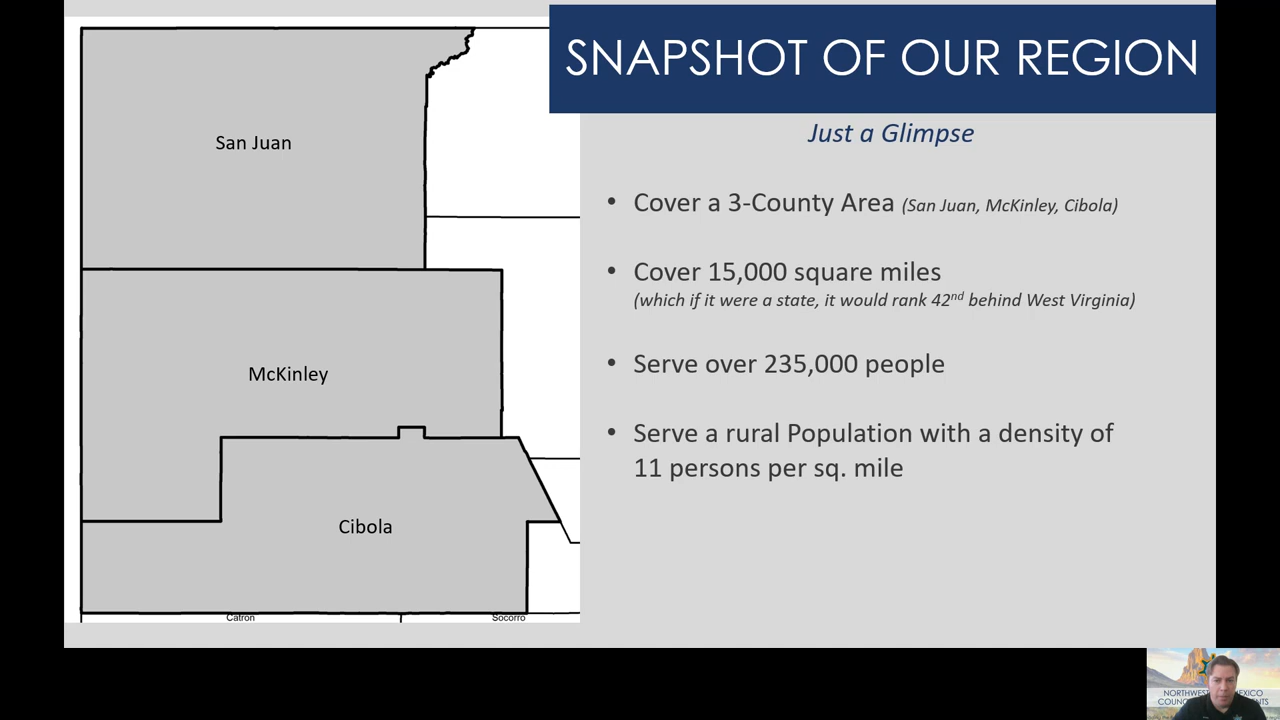 SNAPSHOT OF OUR REGION
Just a Glimpse
San Juan
McKinley
Cibola
Catron
Socorro
• Cover a 3-County Area (San Juan, McKinley, Cibola)
• Cover 15,000 square miles
(which if it were a state, it would rank 42nd behind West Virginia)
• Serve over 235,000 people
• Serve a rural Population with a density of
11 persons per sq. mile
NORTHWEST